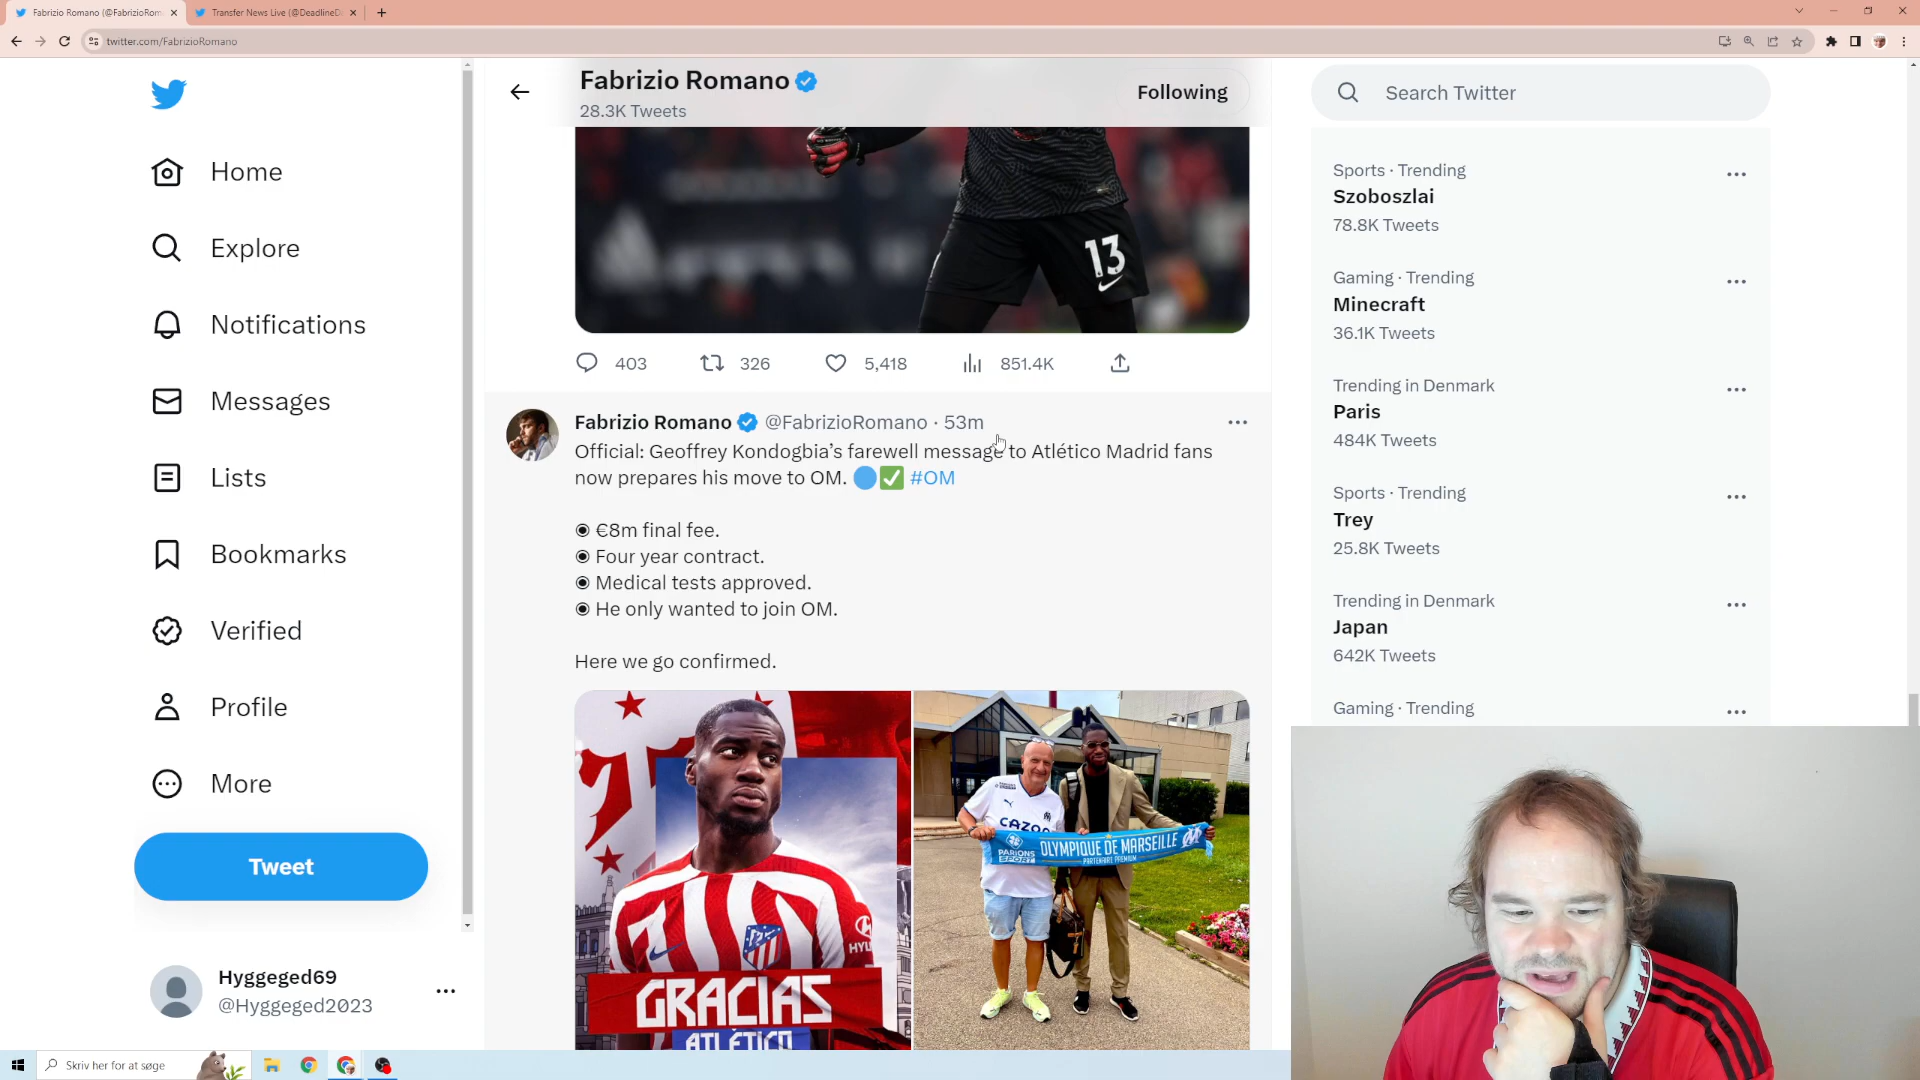 Fabrizio Romano (@FabrizioRom
Transfer News Live (@DeadlineD
twitter.com/FabrizioRomano
Home
Explore
Notifications
Messages
Lists
Bookmarks
Verified
Profile
More
Tweet
Hyggeged69
@Hyggeged2023
Fabrizio Romano
28.3K Tweets
Following
13
403 326 5,418 851.4K
Fabrizio Romano @FabrizioRomano · 53m
Official: Geoffrey Kondogbia's farewell message to Atlético Madrid fans
now prepares his move to OM. 🔵✅ #OM
◉ €8m final fee.
◉ Four year contract.
◉ Medical tests approved.
◉ He only wanted to join OM.
Here we go confirmed.
GRACIAS
ATLÉTICO
CAZOO
PARIONS
SPORT
OLYMPIQUE DE MARSEILLE
PARTENAIRE PREMIUM
Search Twitter
Sports · Trending
Szoboszlai
78.8K Tweets
Gaming · Trending
Minecraft
36.1K Tweets
Trending in Denmark
Paris
484K Tweets
Sports · Trending
Trey
25.8K Tweets
Trending in Denmark
Japan
642K Tweets
Gaming · Trending
Skriv her for at søge